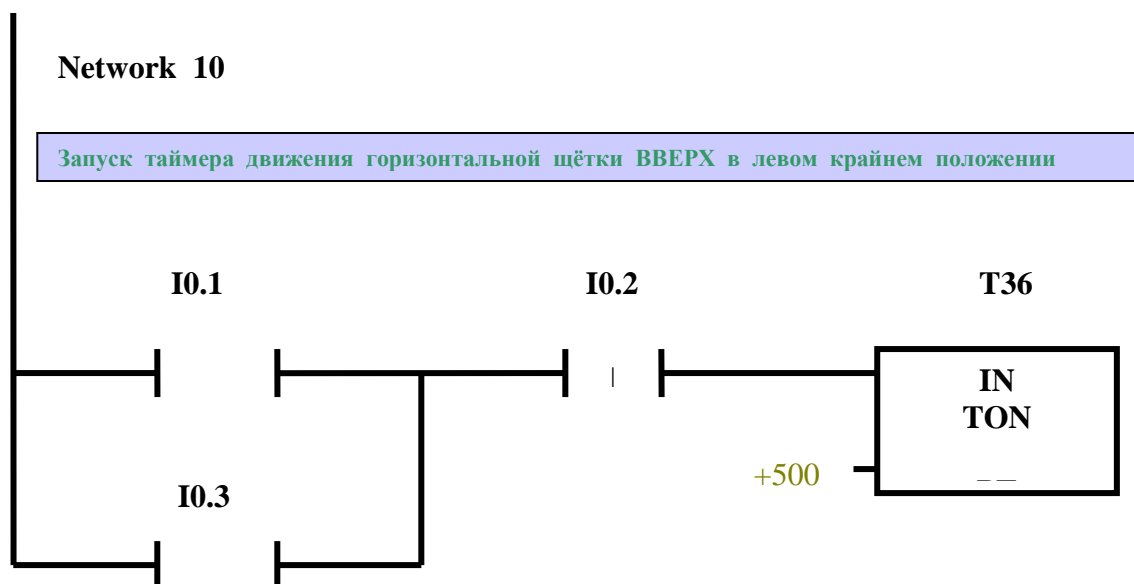 Network 10
Запуск таймера движения горизонтальной щётки ВВЕРХ в левом крайнем положении
I0.1 I0.2 T36
IN
TON
+500
I0.3